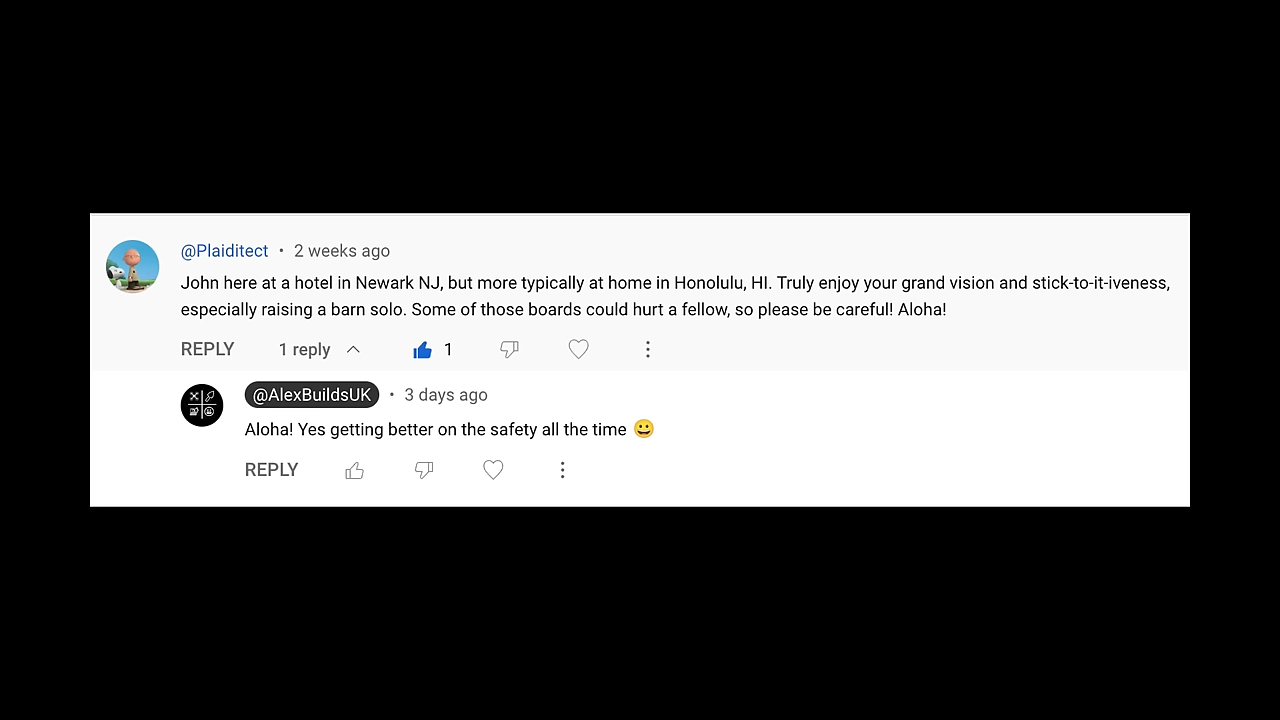 @Plaiditect • 2 weeks ago
John here at a hotel in Newark NJ, but more typically at home in Honolulu, HI. Truly enjoy your grand vision and stick-to-it-iveness,
especially raising a barn solo. Some of those boards could hurt a fellow, so please be careful! Aloha!
REPLY 1 reply 1
@AlexBuildsUK • 3 days ago
Aloha! Yes getting better on the safety all the time 😀
REPLY